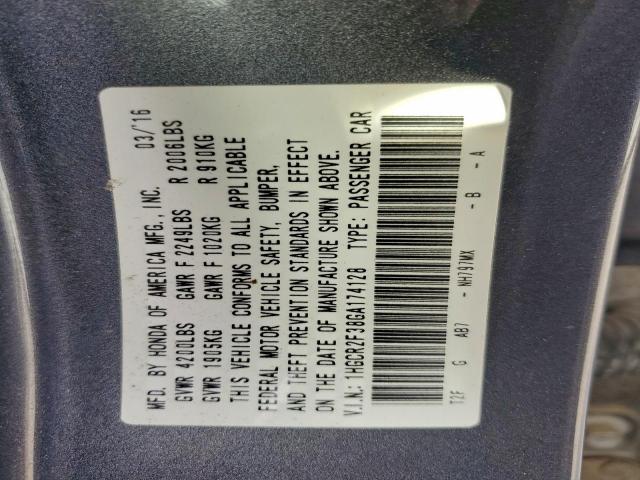 MFD. BY HONDA OF AMERICA MFG., INC. 03/'16
GVWR 4200LBS GAWR F 2249LBS R 2006LBS
GVWR 1905KG GAWR F 1020KG R 910KG
THIS VEHICLE CONFORMS TO ALL APPLICABLE
FEDERAL MOTOR VEHICLE SAFETY, BUMPER,
AND THEFT PREVENTION STANDARDS IN EFFECT
ON THE DATE OF MANUFACTURE SHOWN ABOVE.
V.I.N.: 1HGCR2F38GA174128 TYPE: PASSENGER CAR
T2F G AB7 - NH797MX - B - A